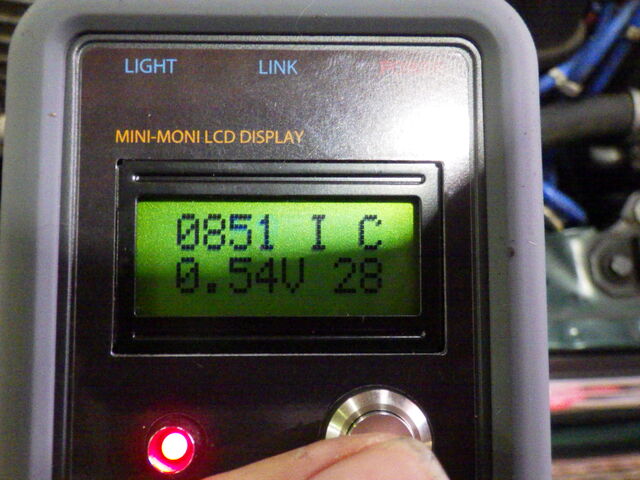 LIGHT LINK
MINI-MONI LCD DISPLAY
0851 I C
0.54V 28